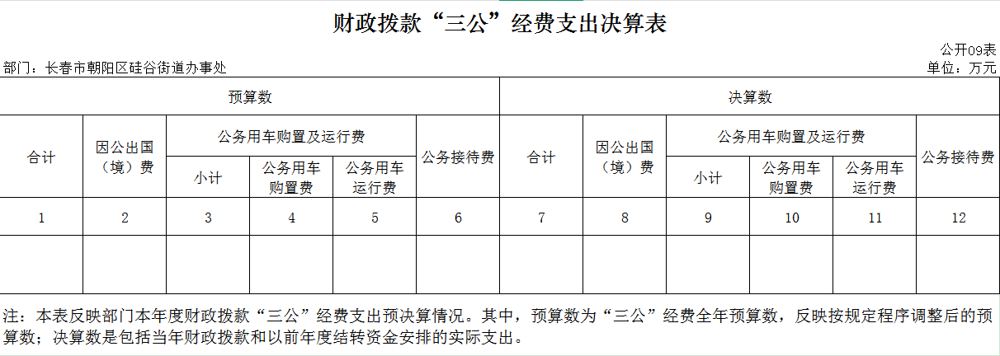 财政拨款“三公”经费支出决算表
公开09表
部门：长春市朝阳区硅谷街道办事处
单位：万元
预算数
决算数
合计
因公出国
（境）费
公务用车购置及运行费
小计
公务用车
购置费
公务用车
运行费
公务接待费
合计
因公出国
（境）费
公务用车购置及运行费
小计
公务用车
购置费
公务用车
运行费
公务接待费
1 2 3 4 5 6 7 8 9 10 11 12
注：本表反映部门本年度财政拨款“三公”经费支出预决算情况。其中，预算数为“三公”经费全年预算数，反映按规定程序调整后的预
算数；决算数是包括当年财政拨款和以前年度结转资金安排的实际支出。